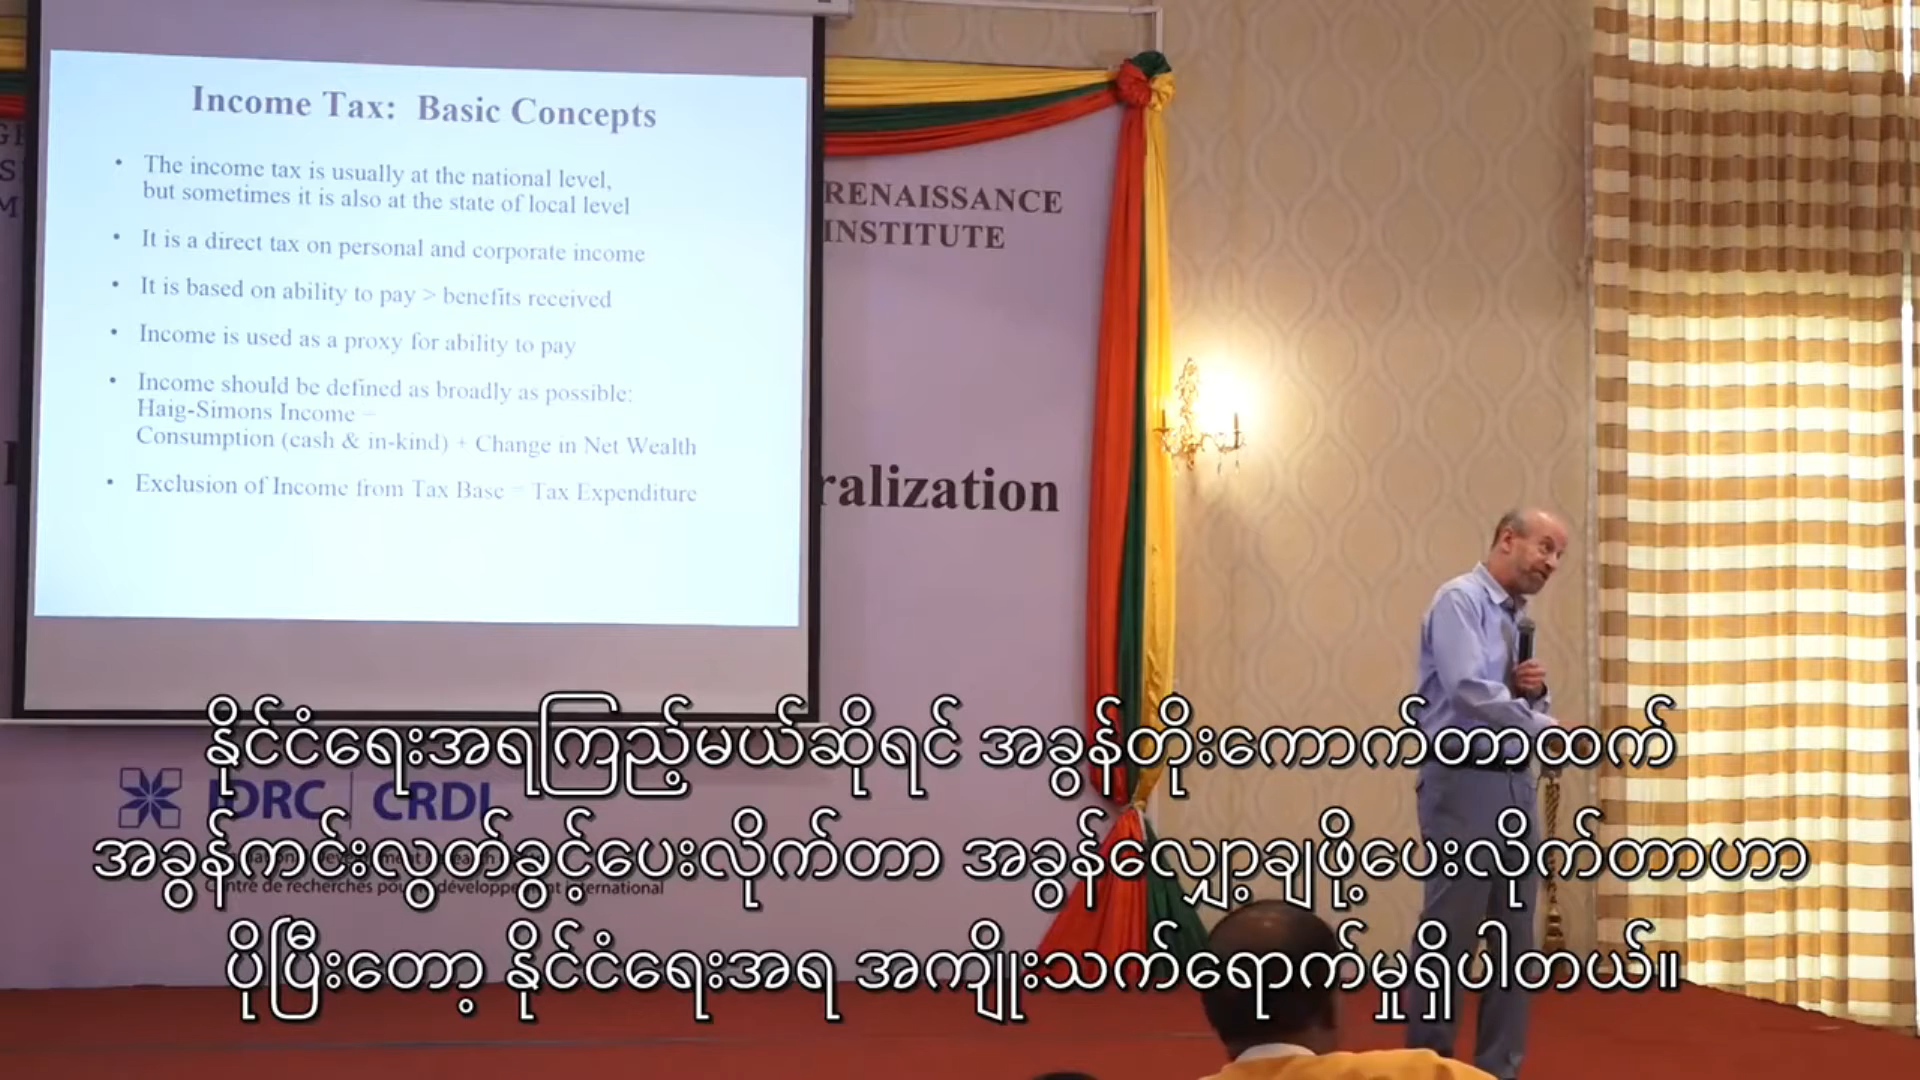 Income Tax: Basic Concepts
• The income tax is usually at the national level,
but sometimes it is also at the state of local level
• It is a direct tax on personal and corporate income
• It is based on ability to pay > benefits received
• Income is used as a proxy for ability to pay
• Income should be defined as broadly as possible:
Haig-Simons Income =
Consumption (cash & in-kind) + Change in Net Wealth
• Exclusion of Income from Tax Base = Tax Expenditure
RENAISSANCE
INSTITUTE
ralization
IDRC | CRDI
Centre de recherches pour le développement international
နိုင်ငံရေးအရကြည့်မယ်ဆိုရင် အခွန်တိုးကောက်တာထက်
အခွန်ကင်းလွတ်ခွင့်ပေးလိုက်တာ အခွန်လျှော့ချဖို့ပေးလိုက်တာဟာ
ပိုပြီးတော့ နိုင်ငံရေးအရ အကျိုးသက်ရောက်မှုရှိပါတယ်။